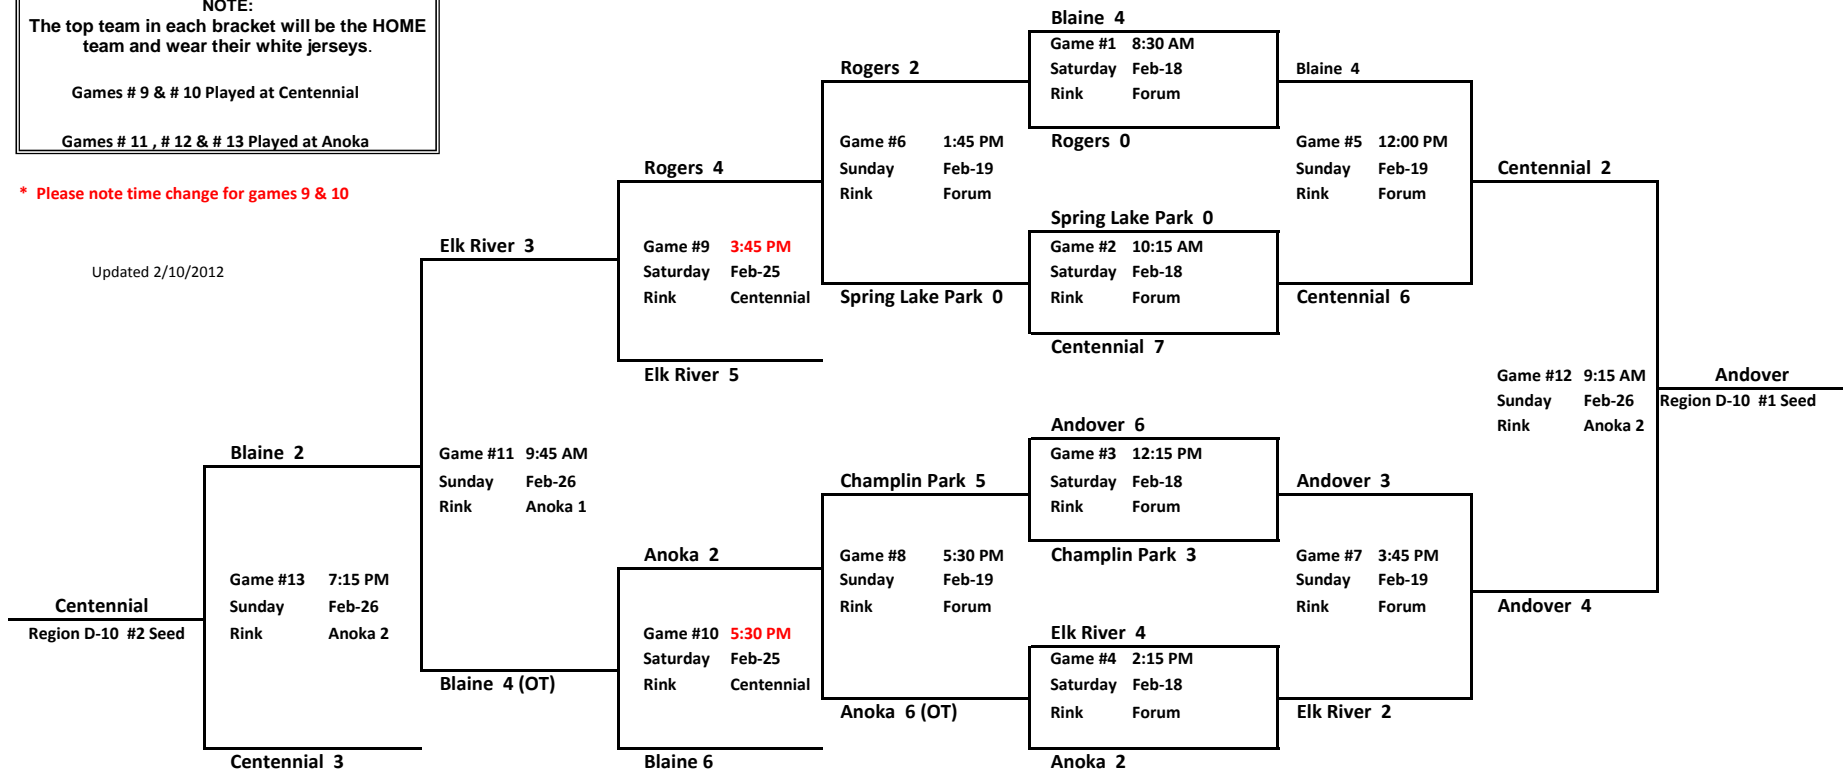 NOTE:
The top team in each bracket will be the HOME
team and wear their white jerseys.
Games # 9 & # 10 Played at Centennial
Games # 11 , # 12 & # 13 Played at Anoka
* Please note time change for games 9 & 10
Updated 2/10/2012
Blaine 4
Game #1 8:30 AM
Saturday Feb-18
Rink Forum
Rogers 0
Spring Lake Park 0
Game #2 10:15 AM
Saturday Feb-18
Rink Forum
Centennial 7
Andover 6
Game #3 12:15 PM
Saturday Feb-18
Rink Forum
Champlin Park 3
Elk River 4
Game #4 2:15 PM
Saturday Feb-18
Rink Forum
Anoka 2
Blaine 4
Game #5 12:00 PM
Sunday Feb-19
Rink Forum
Centennial 6
Andover 3
Game #7 3:45 PM
Sunday Feb-19
Rink Forum
Elk River 2
Centennial 2
Game #12 9:15 AM
Sunday Feb-26
Rink Anoka 2
Andover 4
Andover
Region D-10 #1 Seed
Rogers 2
Game #6 1:45 PM
Sunday Feb-19
Rink Forum
Spring Lake Park 0
Champlin Park 5
Game #8 5:30 PM
Sunday Feb-19
Rink Forum
Anoka 6 (OT)
Rogers 4
Game #9 3:45 PM
Saturday Feb-25
Rink Centennial
Elk River 5
Anoka 2
Game #10 5:30 PM
Saturday Feb-25
Rink Centennial
Blaine 6
Elk River 3
Game #11 9:45 AM
Sunday Feb-26
Rink Anoka 1
Blaine 4 (OT)
Blaine 2
Game #13 7:15 PM
Sunday Feb-26
Rink Anoka 2
Centennial 3
Centennial
Region D-10 #2 Seed